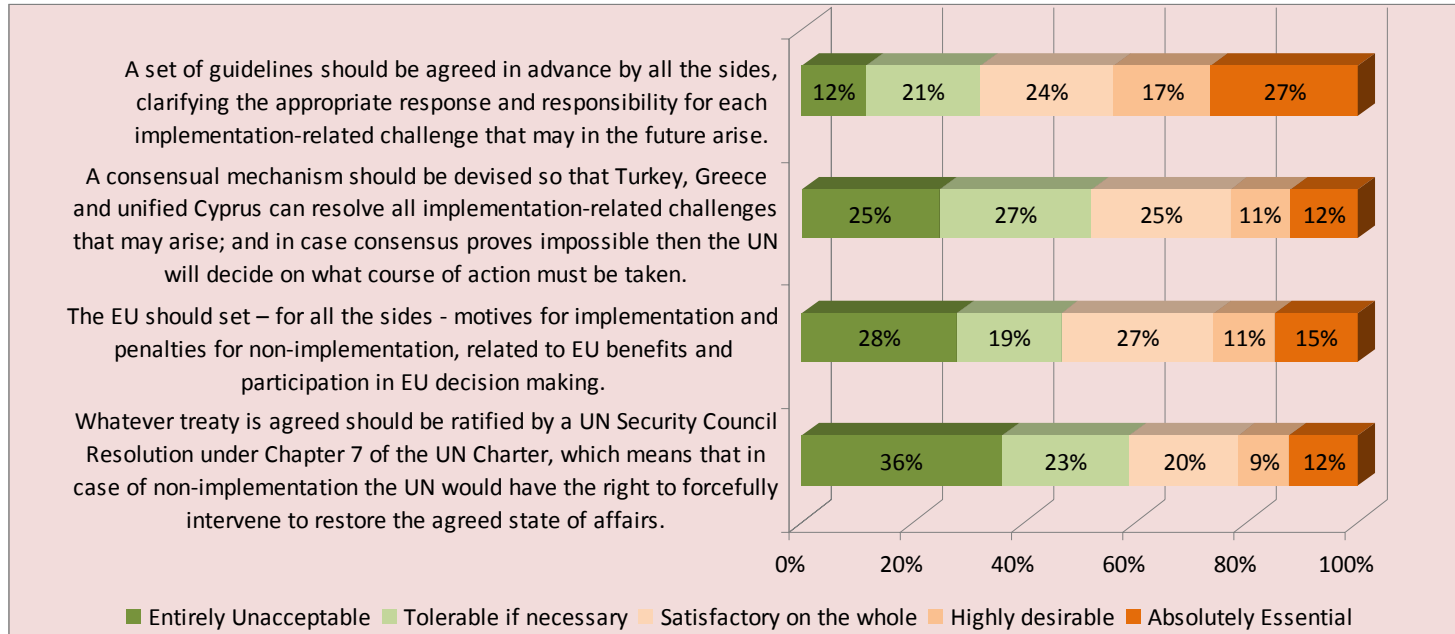 A set of guidelines should be agreed in advance by all the sides,
clarifying the appropriate response and responsibility for each
implementation-related challenge that may in the future arise.
12% 21% 24% 17% 27%
A consensual mechanism should be devised so that Turkey, Greece
and unified Cyprus can resolve all implementation-related challenges
that may arise; and in case consensus proves impossible then the UN
will decide on what course of action must be taken.
25% 27% 25% 11% 12%
The EU should set – for all the sides - motives for implementation and
penalties for non-implementation, related to EU benefits and
participation in EU decision making.
28% 19% 27% 11% 15%
Whatever treaty is agreed should be ratified by a UN Security Council
Resolution under Chapter 7 of the UN Charter, which means that in
case of non-implementation the UN would have the right to forcefully
intervene to restore the agreed state of affairs.
36% 23% 20% 9% 12%
0% 20% 40% 60% 80% 100%
Entirely Unacceptable Tolerable if necessary Satisfactory on the whole Highly desirable Absolutely Essential